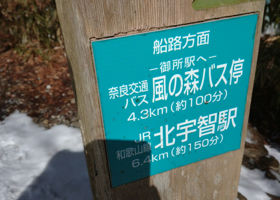 船路方面
−御所駅へ−
奈良交通
バス 風の森バス停
4.3km(約100分)
JR
和歌山線 北宇智駅
6.4km(約150分)